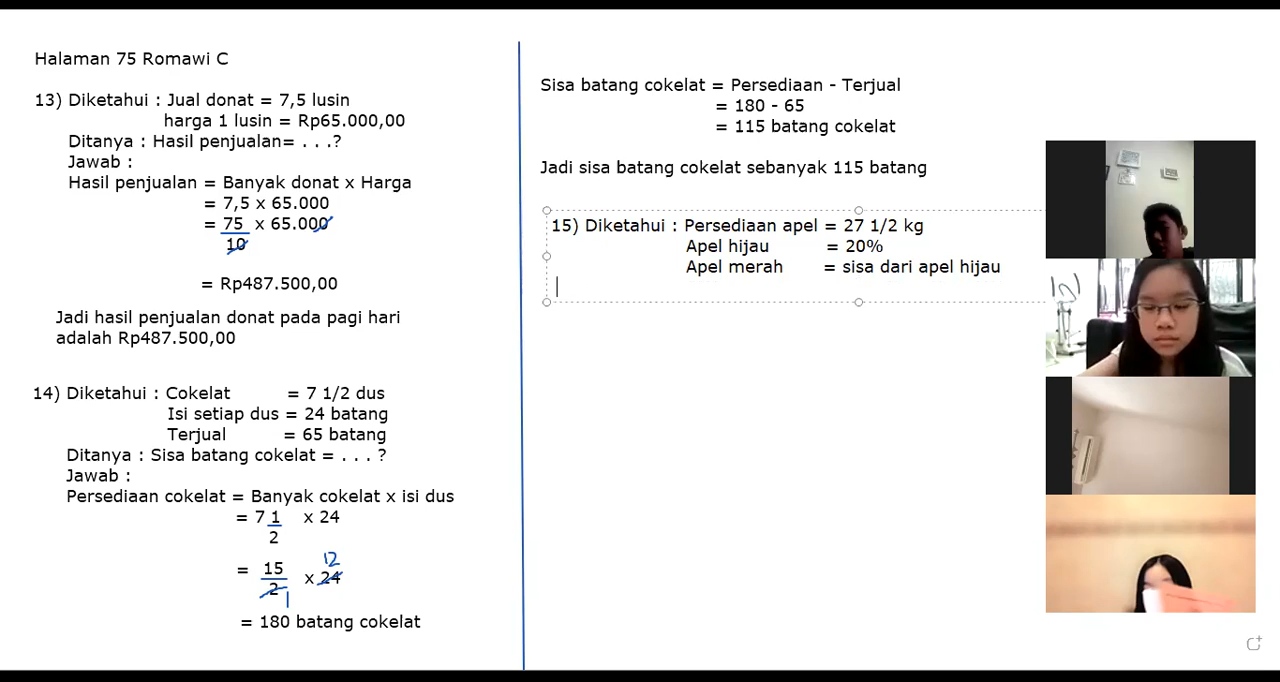 Halaman 75 Romawi C
13) Diketahui : Jual donat = 7,5 lusin
harga 1 lusin = Rp65.000,00
Ditanya : Hasil penjualan= . . .?
Jawab :
Hasil penjualan = Banyak donat x Harga
= 7,5 x 65.000
= 75 x 65.000
10
= Rp487.500,00
Jadi hasil penjualan donat pada pagi hari
adalah Rp487.500,00
14) Diketahui : Cokelat = 7 1/2 dus
Isi setiap dus = 24 batang
Terjual = 65 batang
Ditanya : Sisa batang cokelat = . . . ?
Jawab :
Persediaan cokelat = Banyak cokelat x isi dus
= 7 1 x 24
2
12
= 15 x 24
2 1
= 180 batang cokelat
Sisa batang cokelat = Persediaan - Terjual
= 180 - 65
= 115 batang cokelat
Jadi sisa batang cokelat sebanyak 115 batang
15) Diketahui : Persediaan apel = 27 1/2 kg
Apel hijau = 20%
Apel merah = sisa dari apel hijau